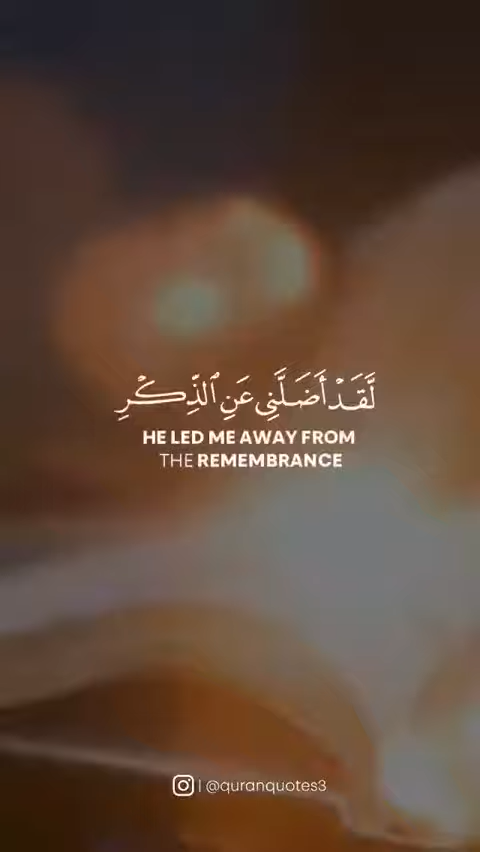 لَّقَدْ أَضَلَّنِى عَنِ ٱلذِّكْرِ
HE LED ME AWAY FROM
THE REMEMBRANCE
| @quranquotes3